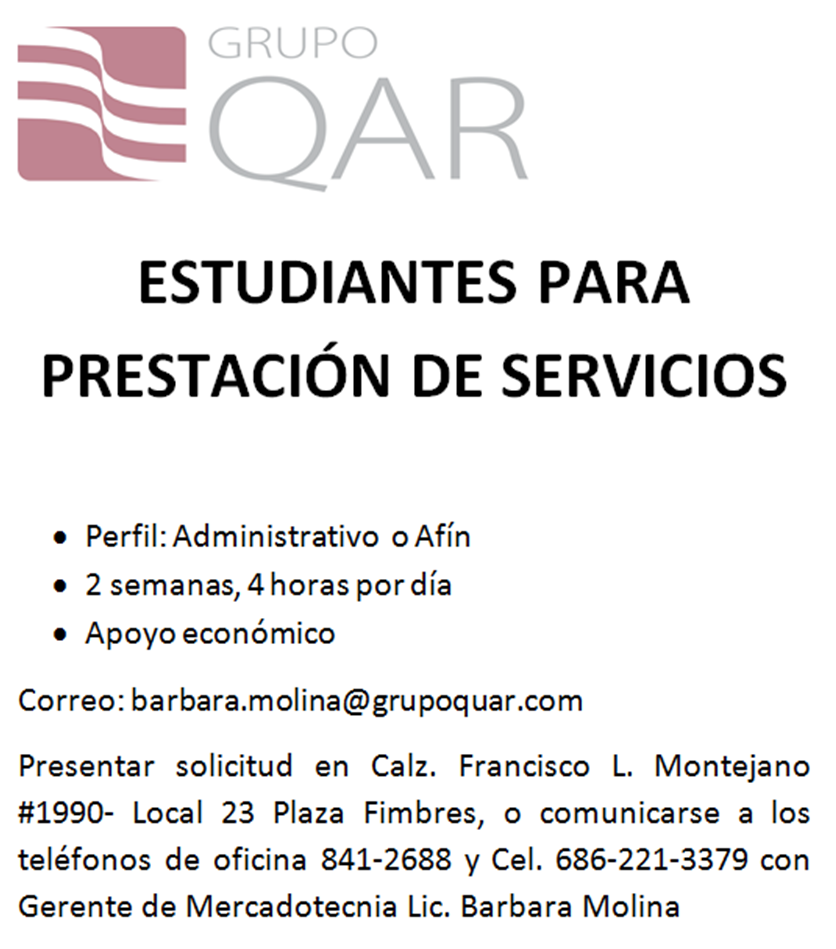 GRUPO
QAR
ESTUDIANTES PARA
PRESTACIÓN DE SERVICIOS
• Perfil: Administrativo o Afín
• 2 semanas, 4 horas por día
• Apoyo económico
Correo: barbara.molina@grupoquar.com
Presentar solicitud en Calz. Francisco L. Montejano
#1990- Local 23 Plaza Fimbres, o comunicarse a los
teléfonos de oficina 841-2688 y Cel. 686-221-3379 con
Gerente de Mercadotecnia Lic. Barbara Molina